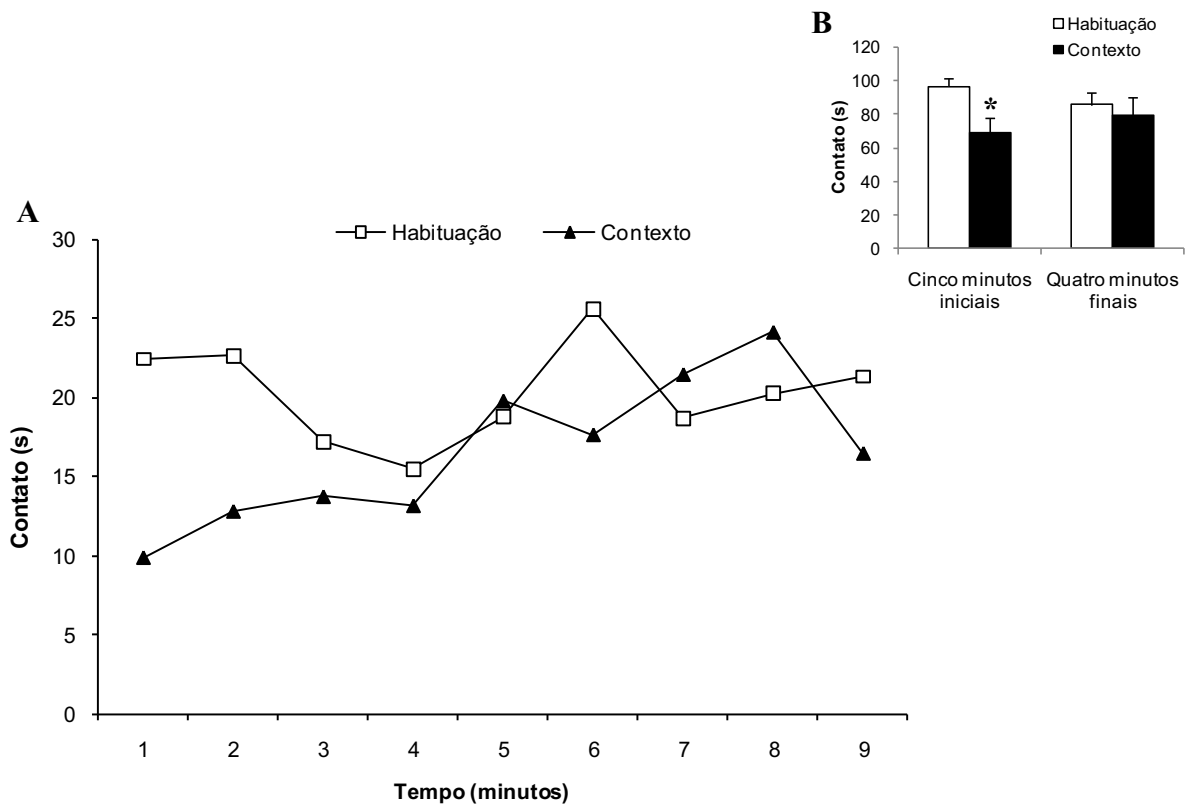 B
Habituação
Contexto
120
100
80
60
40
20
0
Contato (s)
*
Cinco minutos
iniciais
Quatro minutos
finais
A
Habituação
Contexto
30
25
20
15
10
5
0
Contato (s)
1 2 3 4 5 6 7 8 9
Tempo (minutos)